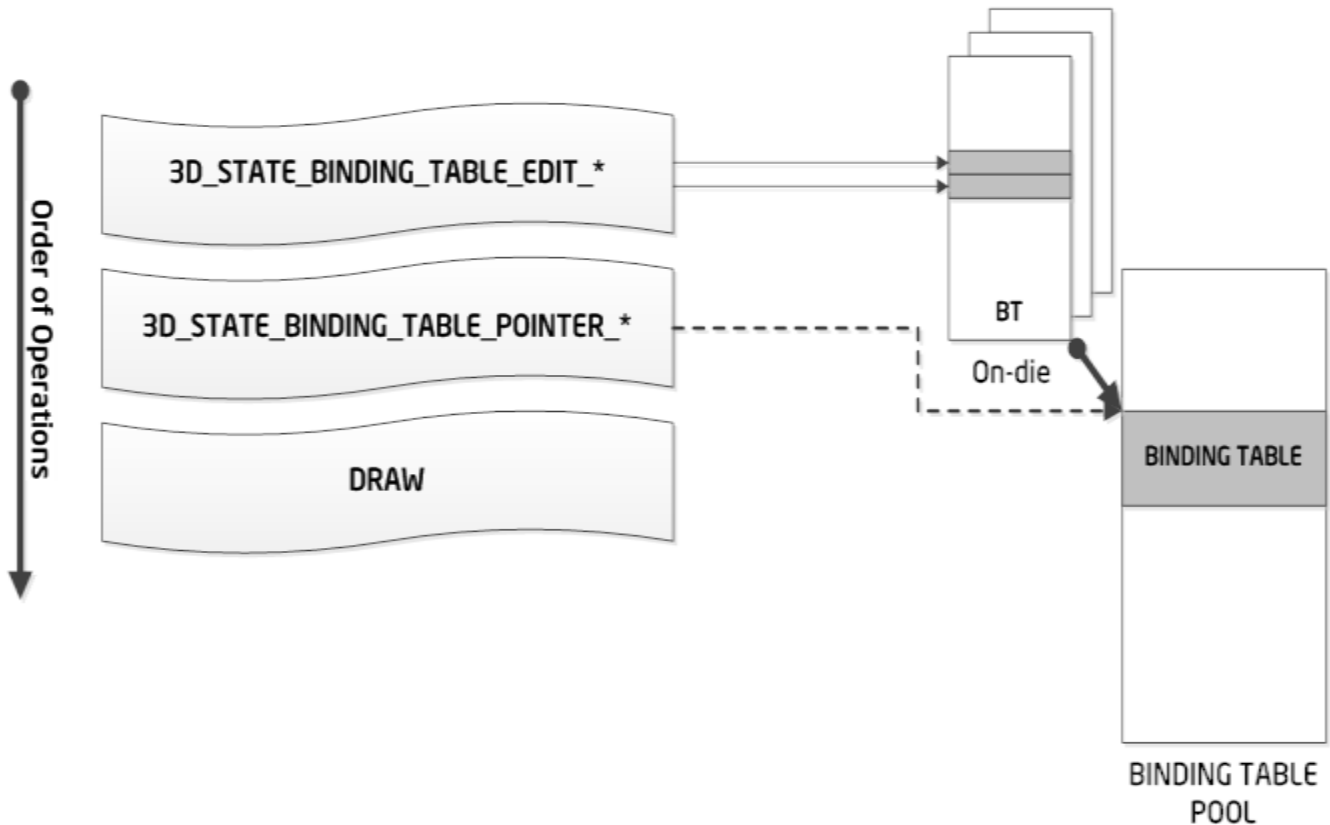 Order of Operations
3D_STATE_BINDING_TABLE_EDIT_*
3D_STATE_BINDING_TABLE_POINTER_*
DRAW
BT
On-die
BINDING TABLE
BINDING TABLE
POOL